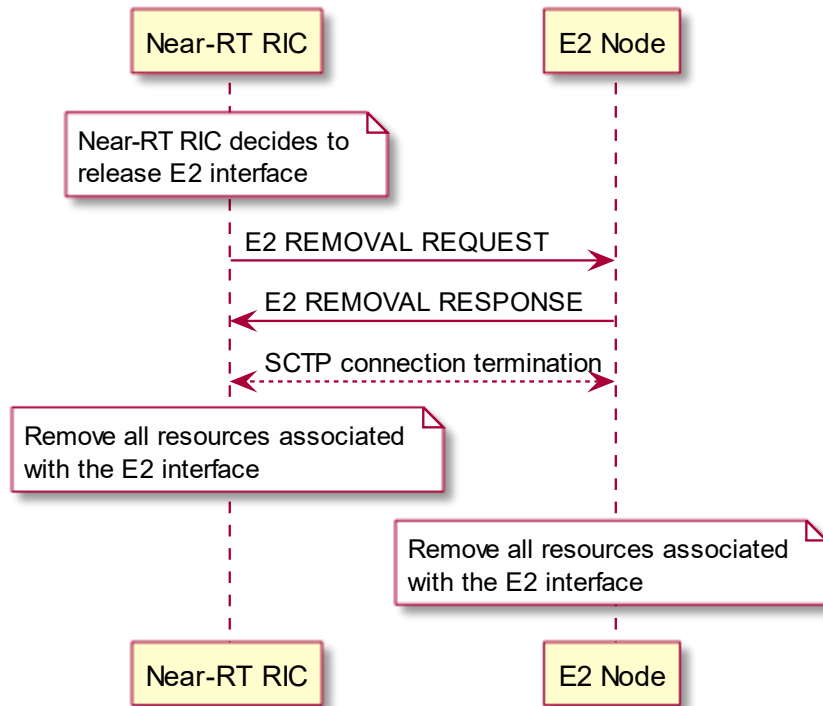 Near-RT RIC
E2 Node
Near-RT RIC decides to
release E2 interface
E2 REMOVAL REQUEST
E2 REMOVAL RESPONSE
SCTP connection termination
Remove all resources associated
with the E2 interface
Remove all resources associated
with the E2 interface
Near-RT RIC
E2 Node